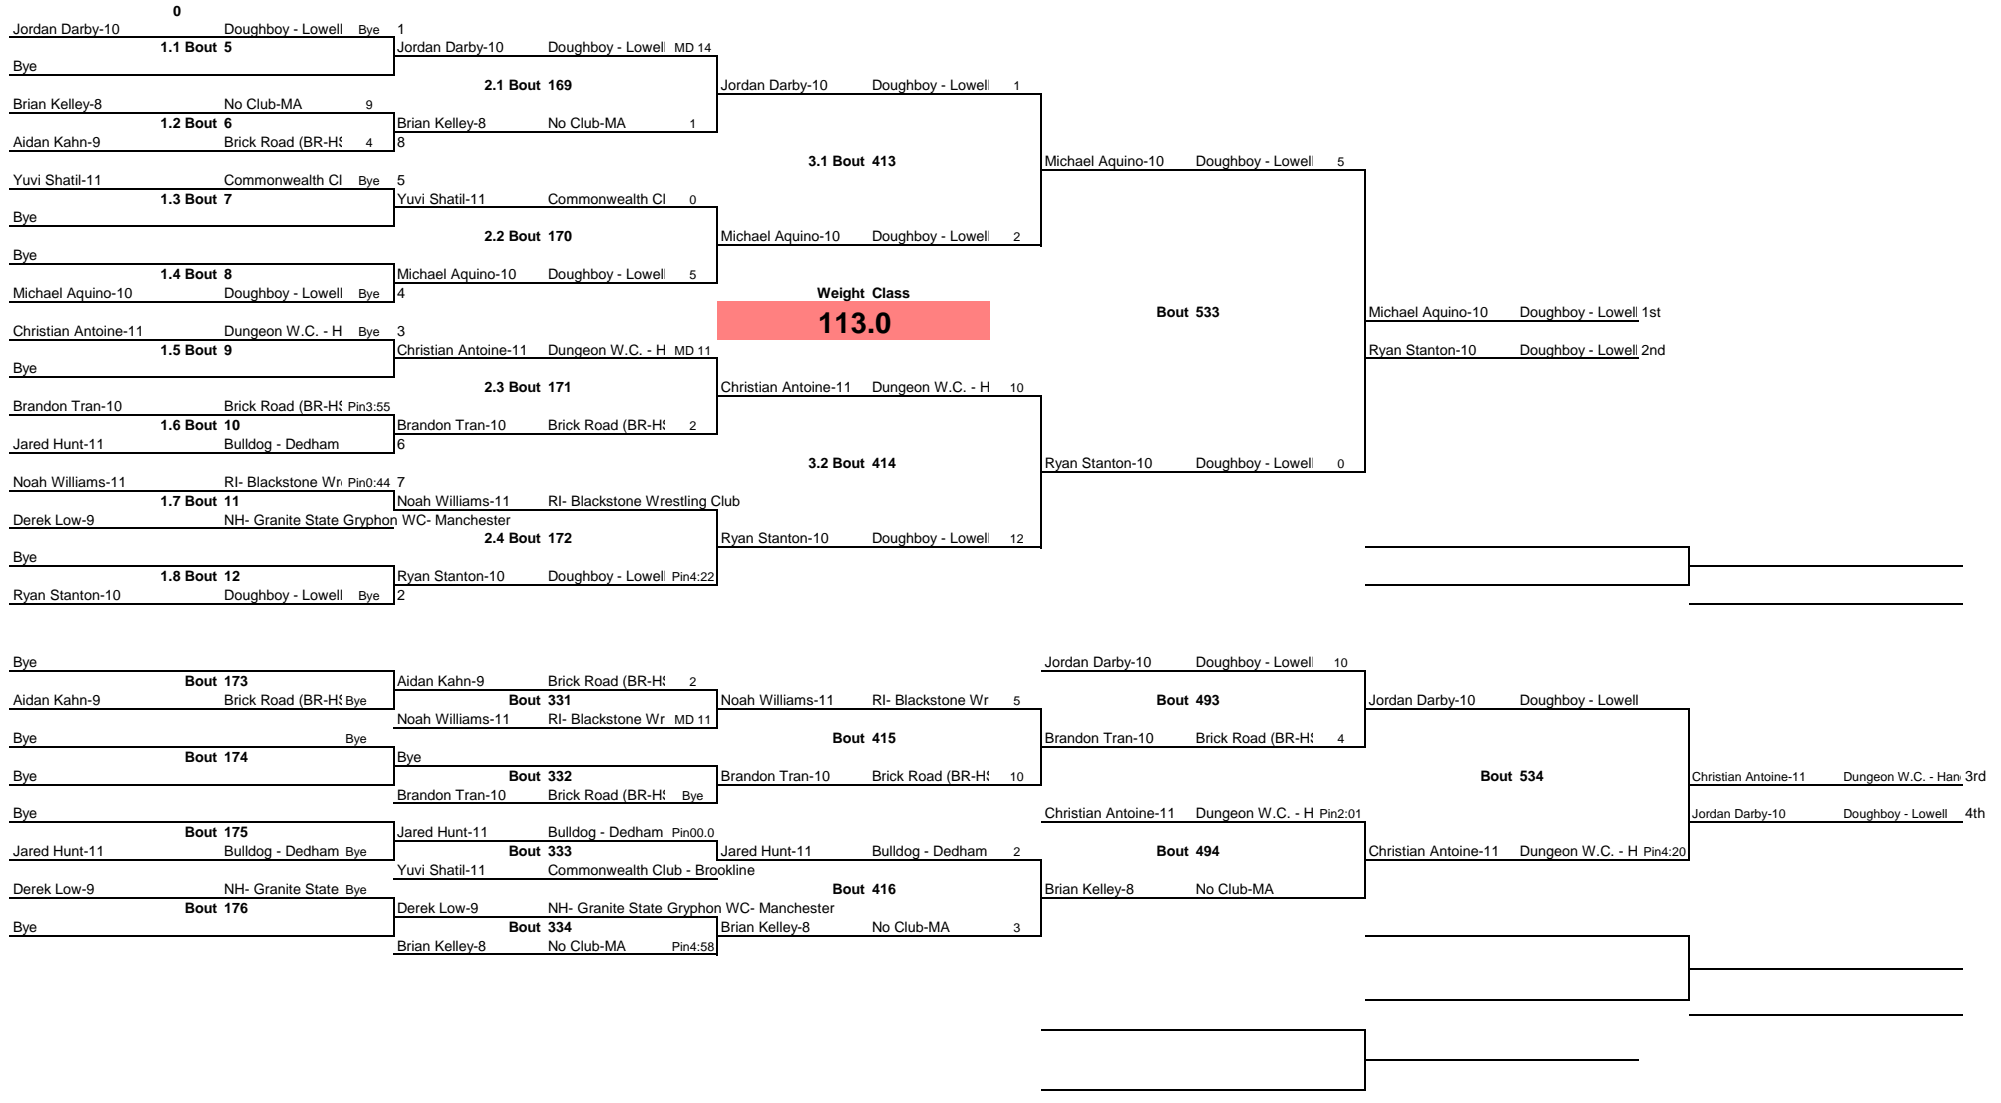 0
Jordan Darby-10 Doughboy - Lowell Bye 1
1.1 Bout 5 Jordan Darby-10 Doughboy - Lowell MD 14
Bye
2.1 Bout 169 Jordan Darby-10 Doughboy - Lowell 1
Brian Kelley-8 No Club-MA 9
1.2 Bout 6 Brian Kelley-8 No Club-MA 1
Aidan Kahn-9 Brick Road (BR-HS 4 8
3.1 Bout 413 Michael Aquino-10 Doughboy - Lowell 5
Yuvi Shatil-11 Commonwealth Cl Bye 5
1.3 Bout 7 Yuvi Shatil-11 Commonwealth Cl 0
Bye
2.2 Bout 170 Michael Aquino-10 Doughboy - Lowell 2
Bye
1.4 Bout 8 Michael Aquino-10 Doughboy - Lowell 5
Michael Aquino-10 Doughboy - Lowell Bye 4 Weight Class
Bout 533 Michael Aquino-10 Doughboy - Lowell 1st
113.0
Christian Antoine-11 Dungeon W.C. - H Bye 3
1.5 Bout 9 Christian Antoine-11 Dungeon W.C. - H MD 11 Ryan Stanton-10 Doughboy - Lowell 2nd
Bye
2.3 Bout 171 Christian Antoine-11 Dungeon W.C. - H 10
Brandon Tran-10 Brick Road (BR-HS Pin3:55
1.6 Bout 10 Brandon Tran-10 Brick Road (BR-HS 2
Jared Hunt-11 Bulldog - Dedham 6
3.2 Bout 414 Ryan Stanton-10 Doughboy - Lowell 0
Noah Williams-11 RI- Blackstone Wr Pin0:44 7
1.7 Bout 11 Noah Williams-11 RI- Blackstone Wrestling Club
Derek Low-9 NH- Granite State Gryphon WC- Manchester
2.4 Bout 172 Ryan Stanton-10 Doughboy - Lowell 12
Bye
1.8 Bout 12 Ryan Stanton-10 Doughboy - Lowell Pin4:22
Ryan Stanton-10 Doughboy - Lowell Bye 2
Bye Jordan Darby-10 Doughboy - Lowell 10
Bout 173 Aidan Kahn-9 Brick Road (BR-HS 2
Aidan Kahn-9 Brick Road (BR-HS Bye Bout 331 Noah Williams-11 RI- Blackstone Wr 5 Bout 493 Jordan Darby-10 Doughboy - Lowell
Noah Williams-11 RI- Blackstone Wr MD 11
Bye Bye Bout 415 Brandon Tran-10 Brick Road (BR-HS 4
Bout 174 Bye
Bye Bout 332 Brandon Tran-10 Brick Road (BR-HS 10 Bout 534 Christian Antoine-11 Dungeon W.C. - Han 3rd
Brandon Tran-10 Brick Road (BR-HS Bye
Bye Christian Antoine-11 Dungeon W.C. - H Pin2:01 Jordan Darby-10 Doughboy - Lowell 4th
Bout 175 Jared Hunt-11 Bulldog - Dedham Pin00.0
Jared Hunt-11 Bulldog - Dedham Bye Bout 333 Jared Hunt-11 Bulldog - Dedham 2 Bout 494 Christian Antoine-11 Dungeon W.C. - H Pin4:20
Yuvi Shatil-11 Commonwealth Club - Brookline
Derek Low-9 NH- Granite State Bye Bout 416 Brian Kelley-8 No Club-MA
Bout 176 Derek Low-9 NH- Granite State Gryphon WC- Manchester
Bye Bout 334 Brian Kelley-8 No Club-MA 3
Brian Kelley-8 No Club-MA Pin4:58